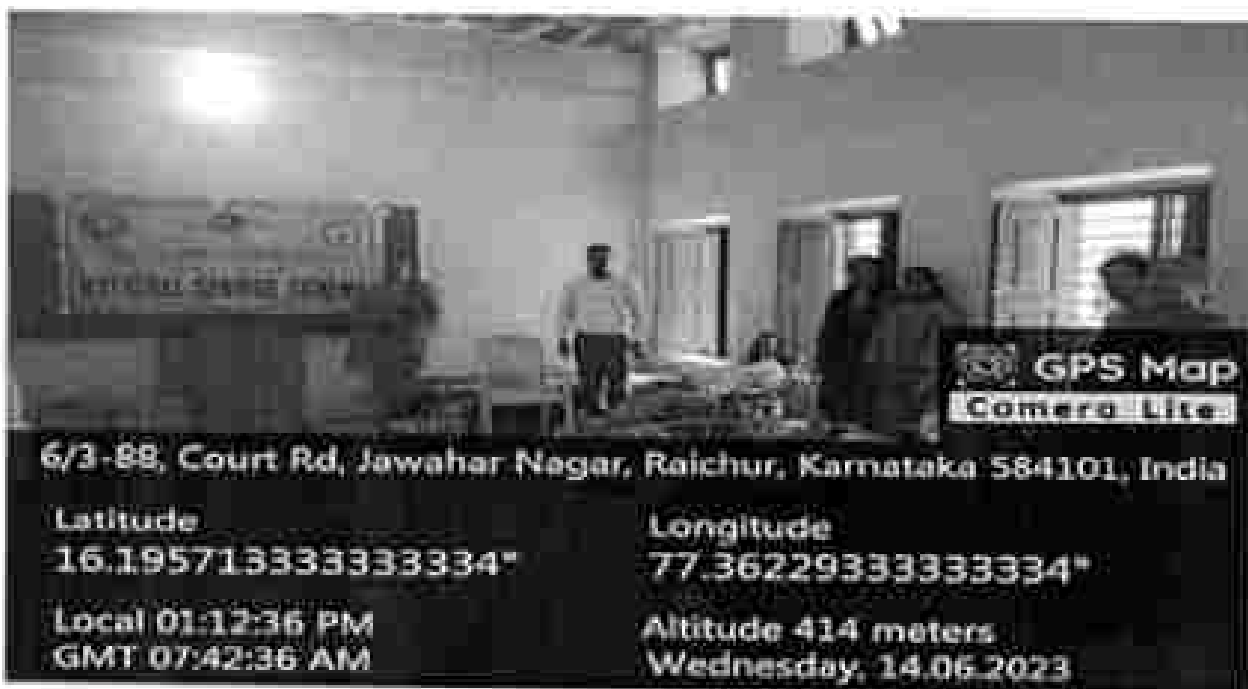 GPS Map
Camera Lite
6/3-88, Court Rd, Jawahar Nagar, Raichur, Karnataka 584101, India
Latitude
16.195713333333334°
Longitude
77.36229333333334°
Local 01:12:36 PM
GMT 07:42:36 AM
Altitude 414 meters
Wednesday, 14.06.2023